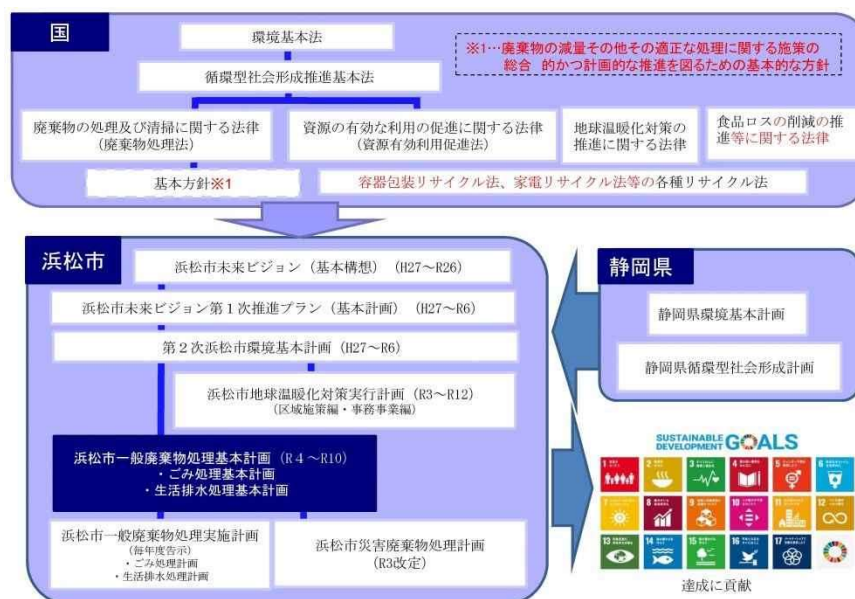 国
環境基本法
※1…廃棄物の減量その他その適正な処理に関する施策の
総合 的かつ計画的な推進を図るための基本的な方針
循環型社会形成推進基本法
廃棄物の処理及び清掃に関する法律
(廃棄物処理法)
資源の有効な利用の促進に関する法律
(資源有効利用促進法)
地球温暖化対策の
推進に関する法律
食品ロスの削減の推
進等に関する法律
基本方針※1
容器包装リサイクル法、家電リサイクル法等の各種リサイクル法
浜松市
浜松市未来ビジョン(基本構想)(H27~R26)
浜松市未来ビジョン第1次推進プラン(基本計画)(H27~R6)
第2次浜松市環境基本計画(H27~R6)
浜松市地球温暖化対策実行計画(R3~R12)
(区域施策編・事務事業編)
浜松市一般廃棄物処理基本計画(R4~R10)
・ごみ処理基本計画
・生活排水処理基本計画
浜松市一般廃棄物処理実施計画
(毎年度告示)
・ごみ処理計画
・生活排水処理計画
浜松市災害廃棄物処理計画
(R3改定)
静岡県
静岡県環境基本計画
静岡県循環型社会形成計画
SUSTAINABLE
DEVELOPMENT GOALS
1
2
3
4
5
6
7
8
9
10
11
12
13
14
15
16
17
達成に貢献